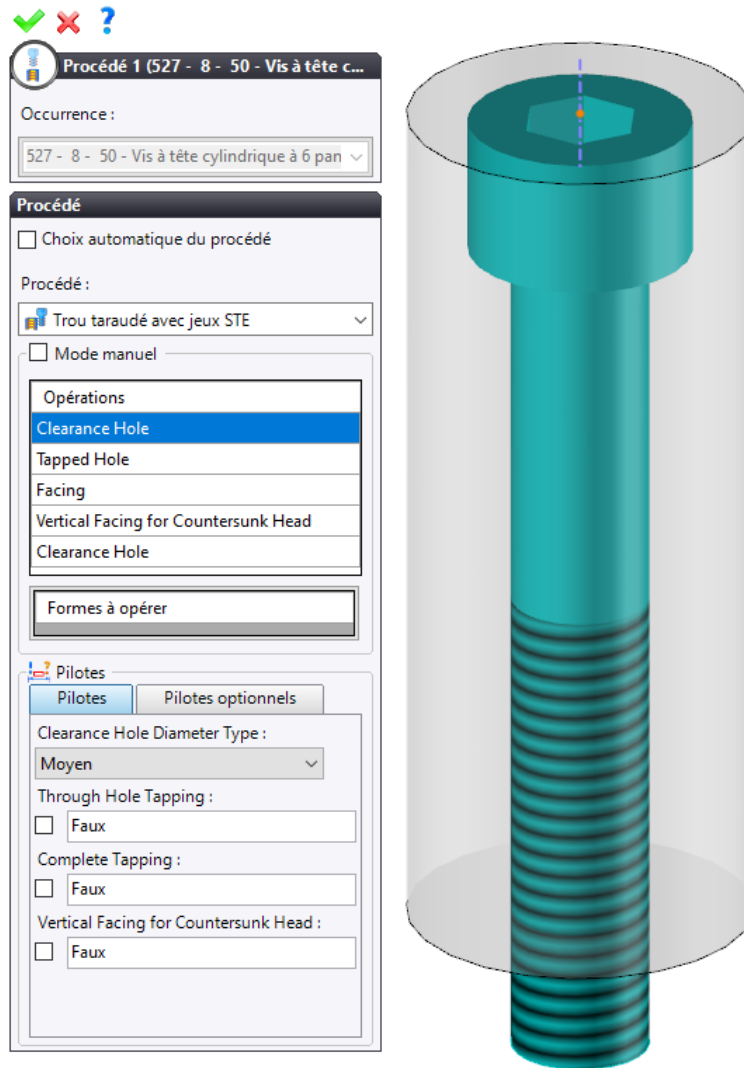 ?
Procédé 1 (527 - 8 - 50 - Vis à tête c...
Occurrence :
527 - 8 - 50 - Vis à tête cylindrique à 6 pan
Procédé
Choix automatique du procédé
Procédé :
Trou taraudé avec jeux STE
Mode manuel
Opérations
Clearance Hole
Tapped Hole
Facing
Vertical Facing for Countersunk Head
Clearance Hole
Formes à opérer
Pilotes
Pilotes
Pilotes optionnels
Clearance Hole Diameter Type :
Moyen
Through Hole Tapping :
Faux
Complete Tapping :
Faux
Vertical Facing for Countersunk Head :
Faux